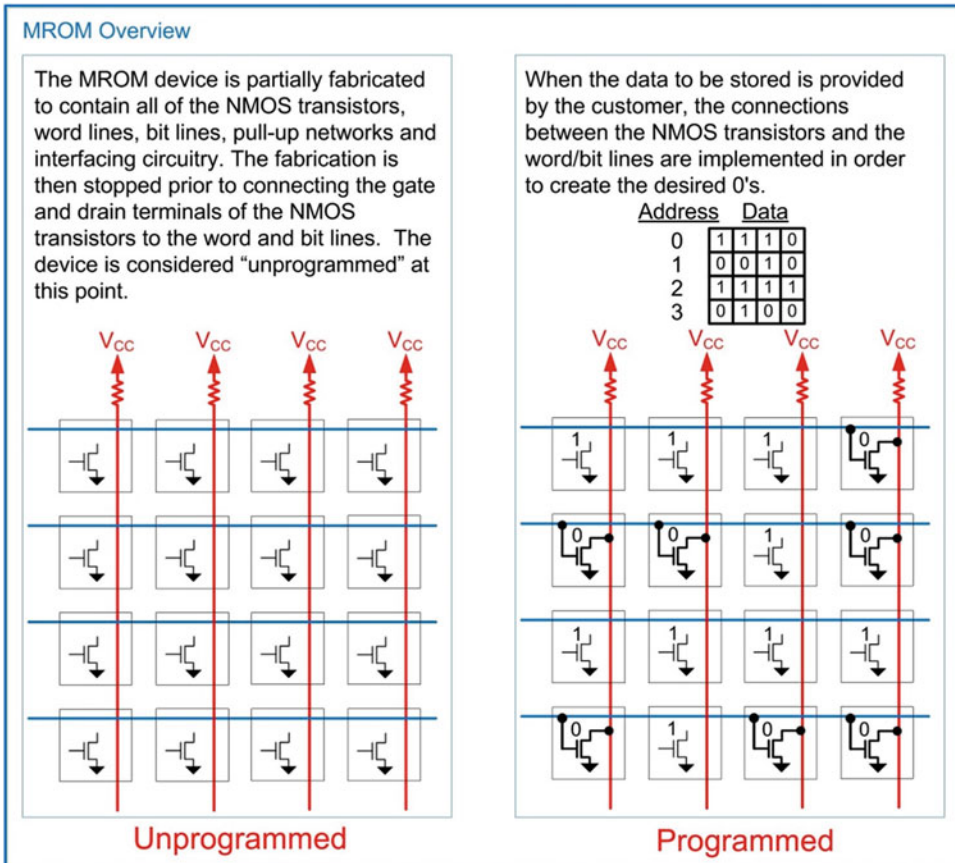 MROM Overview
The MROM device is partially fabricated
to contain all of the NMOS transistors,
word lines, bit lines, pull-up networks and
interfacing circuitry. The fabrication is
then stopped prior to connecting the gate
and drain terminals of the NMOS
transistors to the word and bit lines.  The
device is considered “unprogrammed” at
this point.
VCC VCC VCC VCC
Unprogrammed
When the data to be stored is provided
by the customer, the connections
between the NMOS transistors and the
word/bit lines are implemented in order
to create the desired 0's.
Address Data
0 1 1 1 0
1 0 0 1 0
2 1 1 1 1
3 0 1 0 0
VCC VCC VCC VCC
1 1 1 0
0 0 1 0
1 1 1 1
0 1 0 0
Programmed